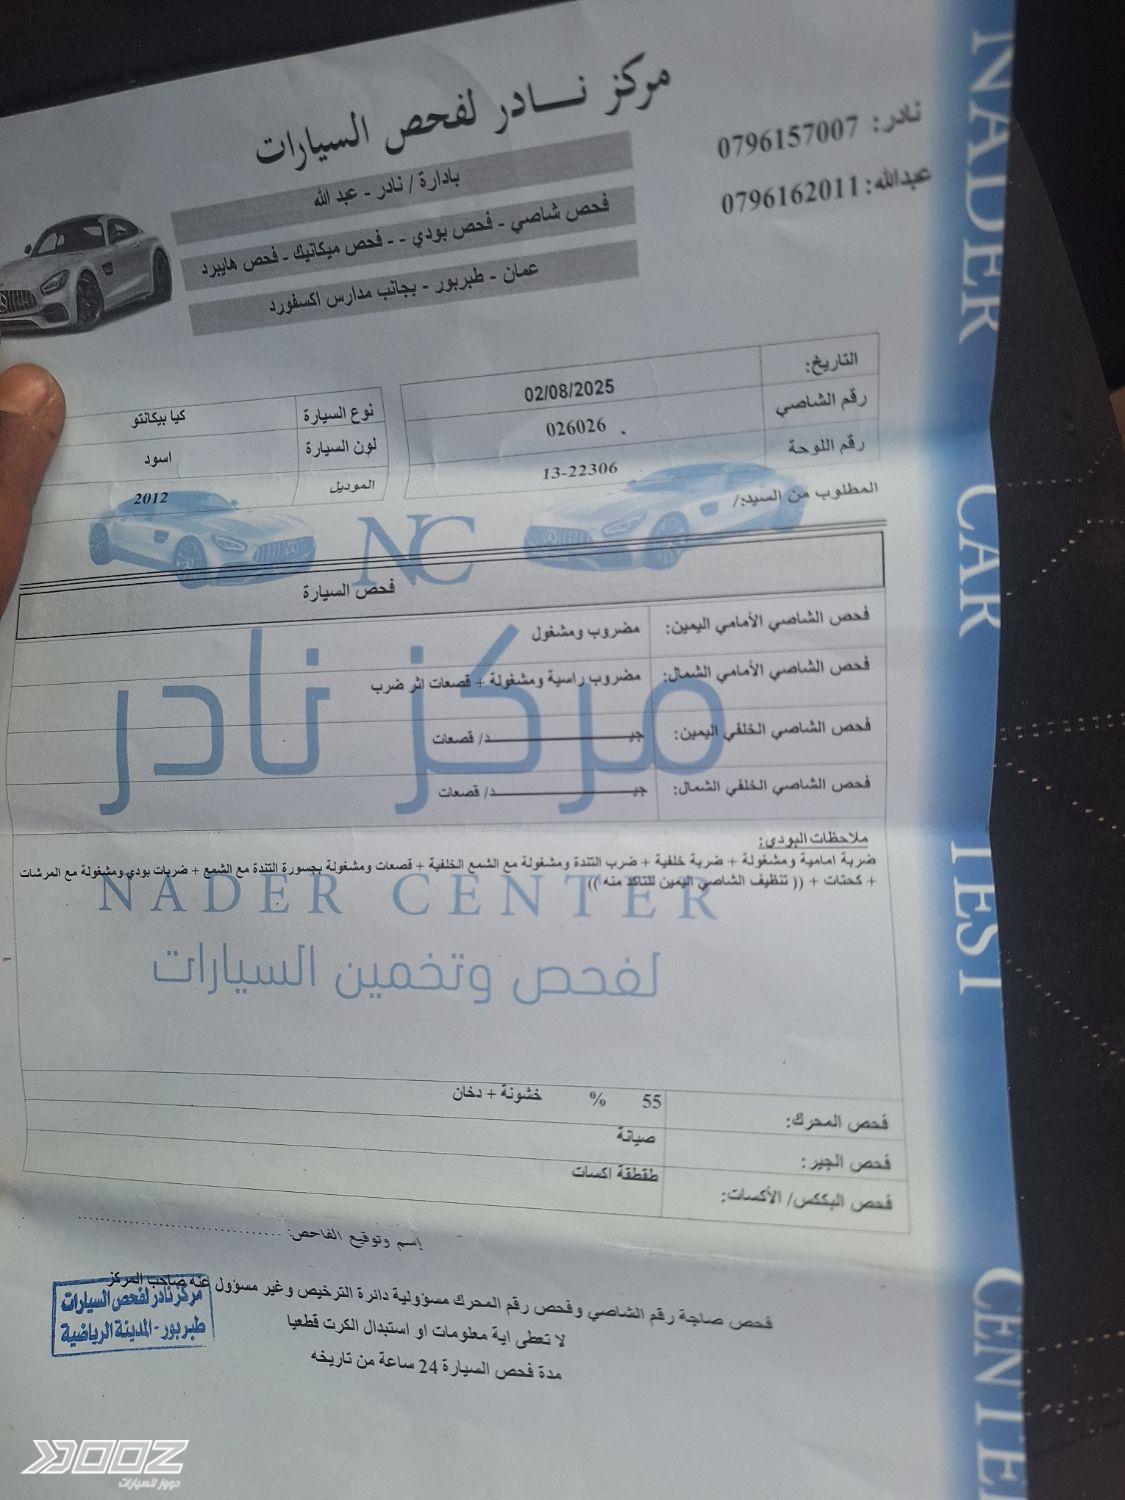 مركز نـــادر لفحص السيارات
بادارة / نادر - عبد الله
فحص شاصي - فحص بودي - - فحص ميكانيك - فحص هايبرد
عمان - طبربور - بجانب مدارس اكسفورد
نادر: 0796157007
عبدالله: 0796162011
NADER CAR TEST CENTER
التاريخ: 02/08/2025
رقم الشاصي 026026 .
رقم اللوحة 13-22306
المطلوب من السيد:/
نوع السيارة كيا بيكانتو
لون السيارة اسود
الموديل 2012
NC
فحص السيارة
فحص الشاصي الأمامي اليمين: مضروب ومشغول
فحص الشاصي الأمامي الشمال: مضروب راسية ومشغولة + قصعات اثر ضرب
فحص الشاصي الخلفي اليمين: جيـــــــــــــــــد/ قصعات
فحص الشاصي الخلفي الشمال: جيـــــــــــــــــد/ قصعات
مركز نادر
ملاحظات البودي:
ضربة امامية ومشغولة + ضربة خلفية + ضرب التندة ومشغولة مع الشمع الخلفية + قصعات ومشغولة بجسورة التندة مع الشمع + ضربات بودي ومشغولة مع المرشات
+ كحتات + (( تنظيف الشاصي اليمين للتاكد منه ))
NADER CENTER
لفحص وتخمين السيارات
فحص المحرك: 55 % خشونة + دخان
فحص الجير: صيانة
فحص البكس/ الأكسات: طقطقة اكسات
إسم وتوقيع الفاحص: ................................
فحص صاجة رقم الشاصي وفحص رقم المحرك مسؤولية دائرة الترخيص وغير مسؤول عنه صاحب المركز
لا تعطى اية معلومات او استبدال الكرت قطعيا
مدة فحص السيارة 24 ساعة من تاريخه
مركز نادر لفحص السيارات
طبربور - المدينة الرياضية
DOOZ
دووز للسيارات